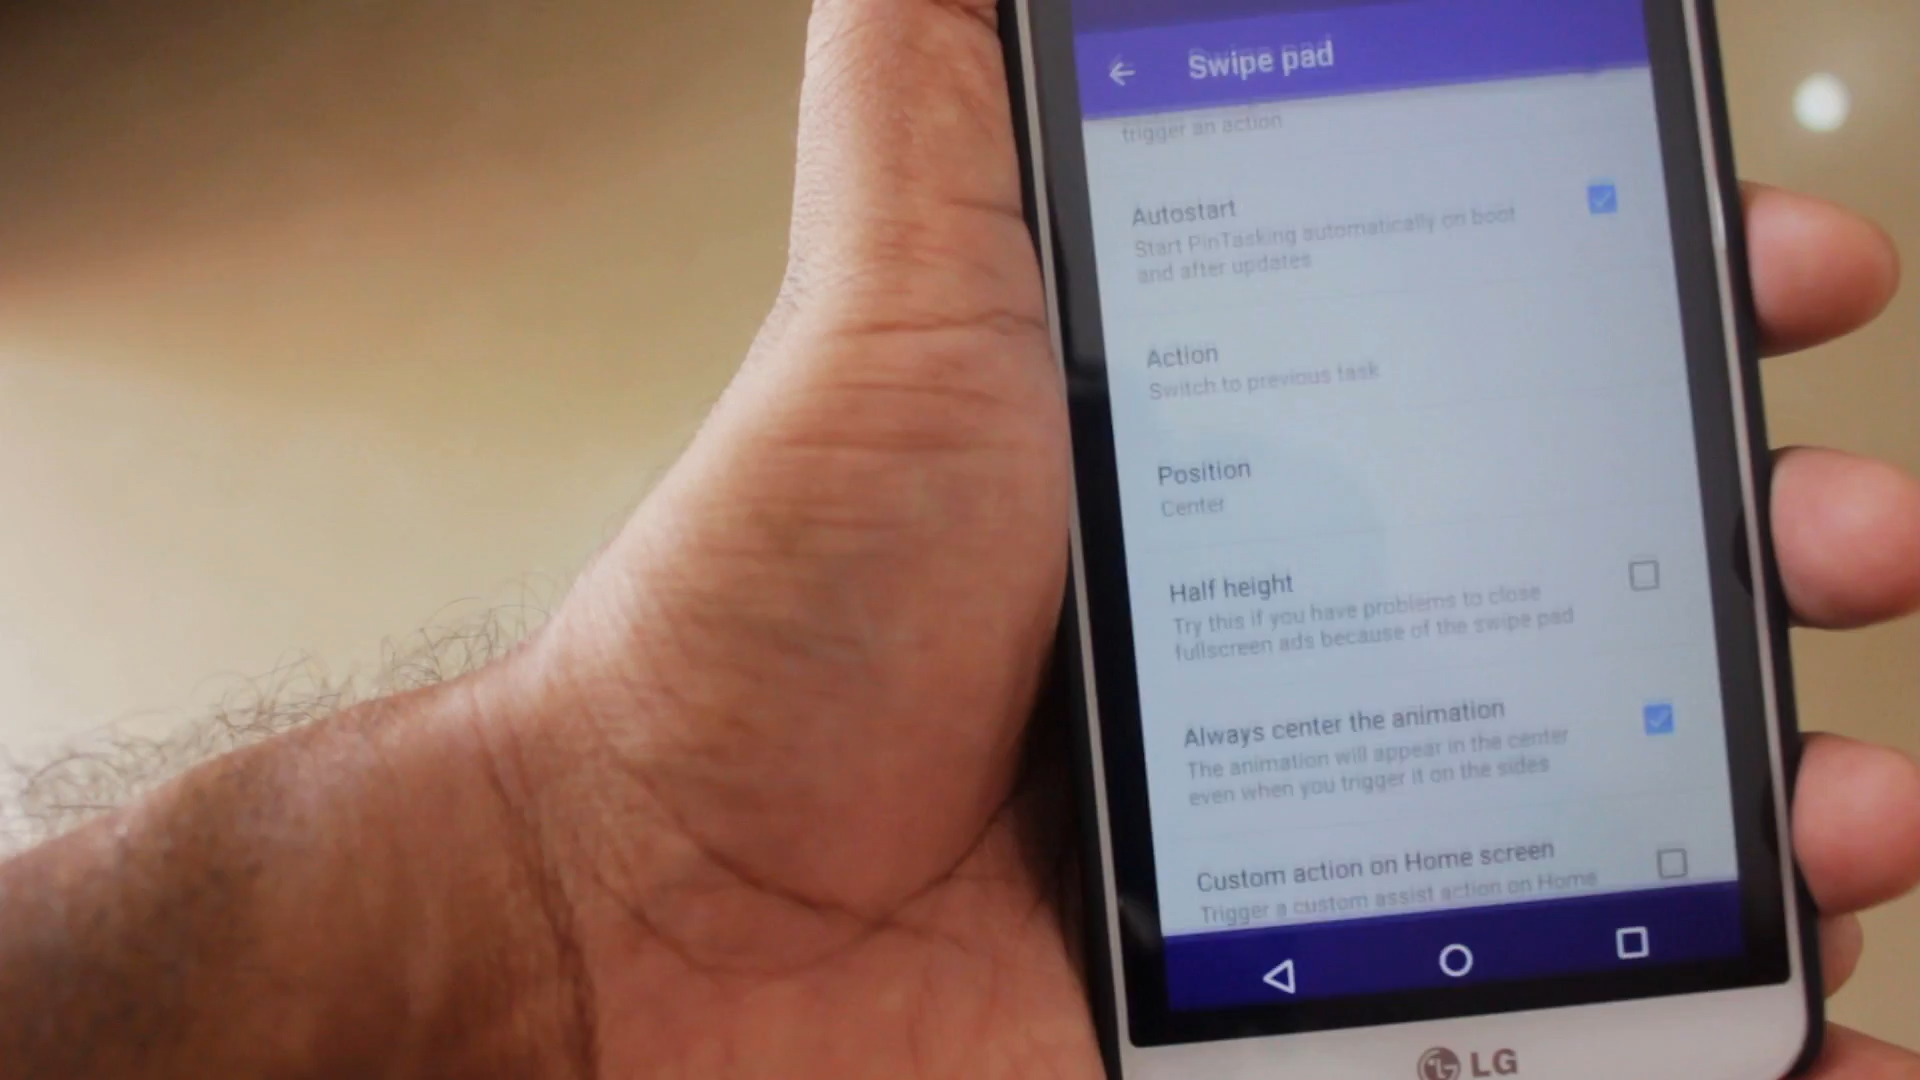 Swipe pad
trigger an action
Autostart
Start PinTasking automatically on boot
and after updates
Action
Switch to previous task
Position
Center
Half height
Try this if you have problems to close
fullscreen ads because of the swipe pad
Always center the animation
The animation will appear in the center
even when you trigger it on the sides
Custom action on Home screen
Trigger a custom assist action on Home
LG